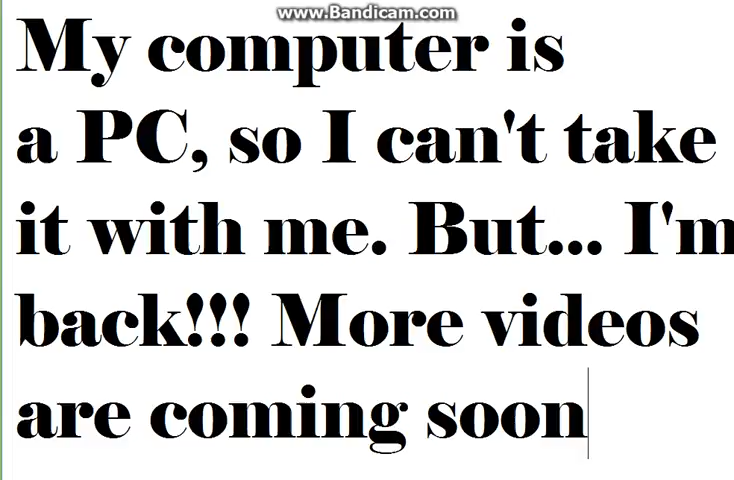 www.Bandicam.com
My computer is
a PC, so I can't take
it with me. But... I'm
back!!! More videos
are coming soon